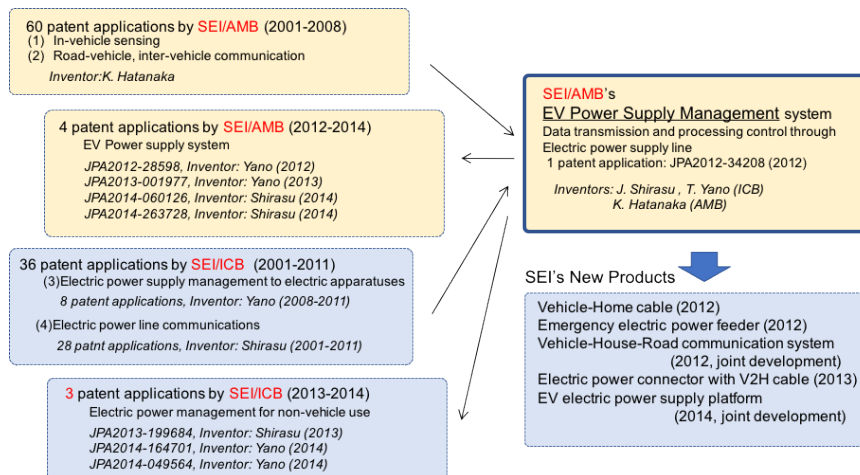 60 patent applications by SEI/AMB (2001-2008)
(1) In-vehicle sensing
(2) Road-vehicle, inter-vehicle communication
Inventor:K. Hatanaka
4 patent applications by SEI/AMB (2012-2014)
EV Power supply system
JPA2012-28598, Inventor: Yano (2012)
JPA2013-001977, Inventor: Yano (2013)
JPA2014-060126, Inventor: Shirasu (2014)
JPA2014-263728, Inventor: Shirasu (2014)
36 patent applications by SEI/ICB (2001-2011)
(3)Electric power supply management to electric apparatuses
8 patent applications, Inventor: Yano (2008-2011)
(4)Electric power line communications
28 patnt applications, Inventor: Shirasu (2001-2011)
3 patent applications by SEI/ICB (2013-2014)
Electric power management for non-vehicle use
JPA2013-199684, Inventor: Shirasu (2013)
JPA2014-164701, Inventor: Yano (2014)
JPA2014-049564, Inventor: Yano (2014)
SEI/AMB's
EV Power Supply Management system
Data transmission and processing control through
Electric power supply line
1 patent application: JPA2012-34208 (2012)
Inventors: J. Shirasu , T. Yano (ICB)
K. Hatanaka (AMB)
SEI's New Products
Vehicle-Home cable (2012)
Emergency electric power feeder (2012)
Vehicle-House-Road communication system
(2012, joint development)
Electric power connector with V2H cable (2013)
EV electric power supply platform
(2014, joint development)